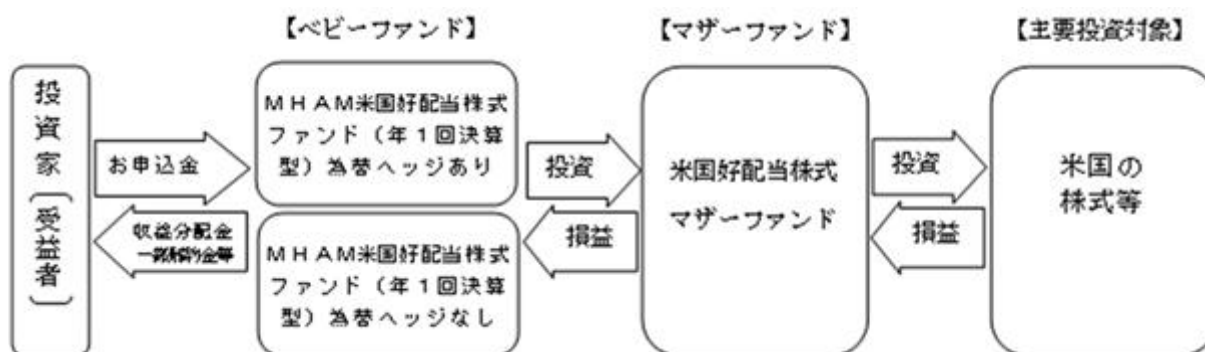 【ベビーファンド】
【マザーファンド】
【主要投資対象】
投資家(受益者)
お申込金
収益分配金
MHAM米国好配当株式
ファンド(年1回決算
型)為替ヘッジあり
MHAM米国好配当株式
ファンド(年1回決算
型)為替ヘッジなし
投資
損益
米国好配当株式
マザーファンド
投資
損益
米国の
株式等